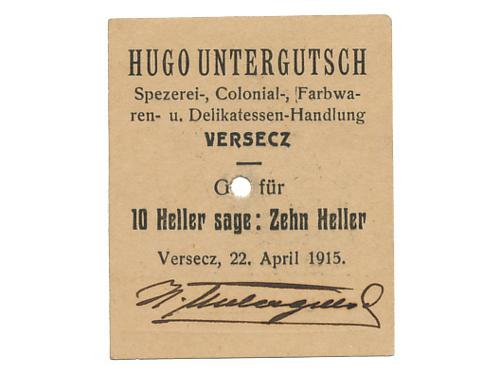 HUGO UNTERGUTSCH
Spezerei-, Colonial-, Farbwa-
ren- u. Delikatessen-Handlung
VERSECZ
für
10 Heller sage: Zehn Heller
Versecz, 22. April 1915.
H. Untergutsch